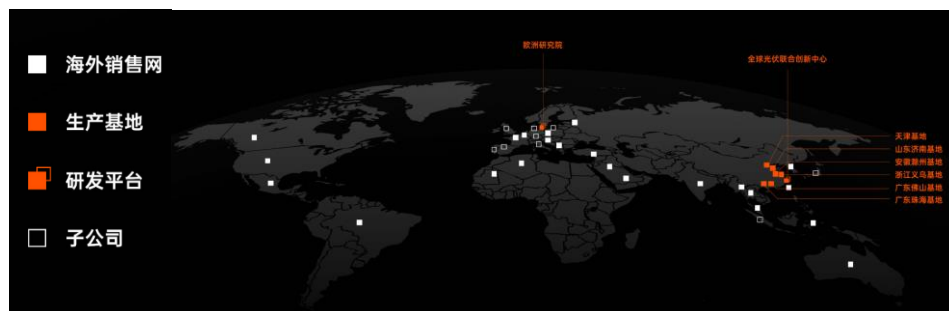 海外销售网
生产基地
研发平台
子公司
欧洲研究院
全球光伏联合创新中心
天津基地
山东济南基地
安徽滁州基地
浙江义乌基地
广东佛山基地
广东珠海基地